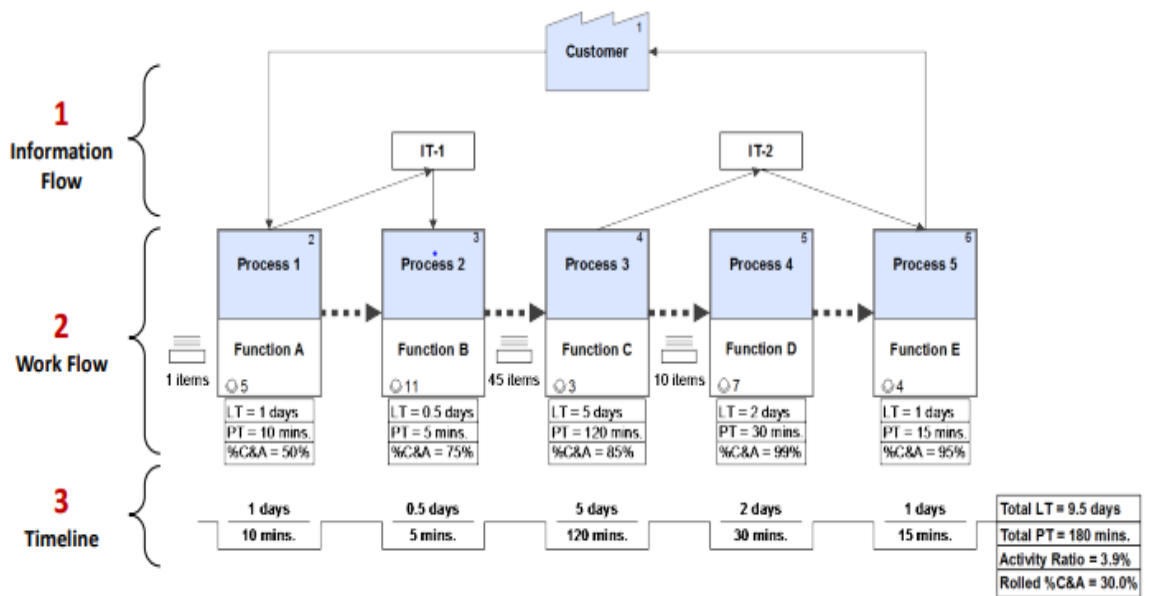 1
Customer
1
Information
Flow
IT-1
IT-2
2
3
4
5
6
Process 1
Process 2
Process 3
Process 4
Process 5
*
2
Work Flow
Function A
Function B
Function C
Function D
Function E
1 items
45 items
10 items
5
11
3
7
4
LT = 1 days
LT = 0.5 days
LT = 5 days
LT = 2 days
LT = 1 days
PT = 10 mins.
PT = 5 mins.
PT = 120 mins.
PT = 30 mins.
PT = 15 mins.
%C&A = 50%
%C&A = 75%
%C&A = 85%
%C&A = 99%
%C&A = 95%
3
Timeline
1 days
0.5 days
5 days
2 days
1 days
10 mins.
5 mins.
120 mins.
30 mins.
15 mins.
Total LT = 9.5 days
Total PT = 180 mins.
Activity Ratio = 3.9%
Rolled %C&A = 30.0%